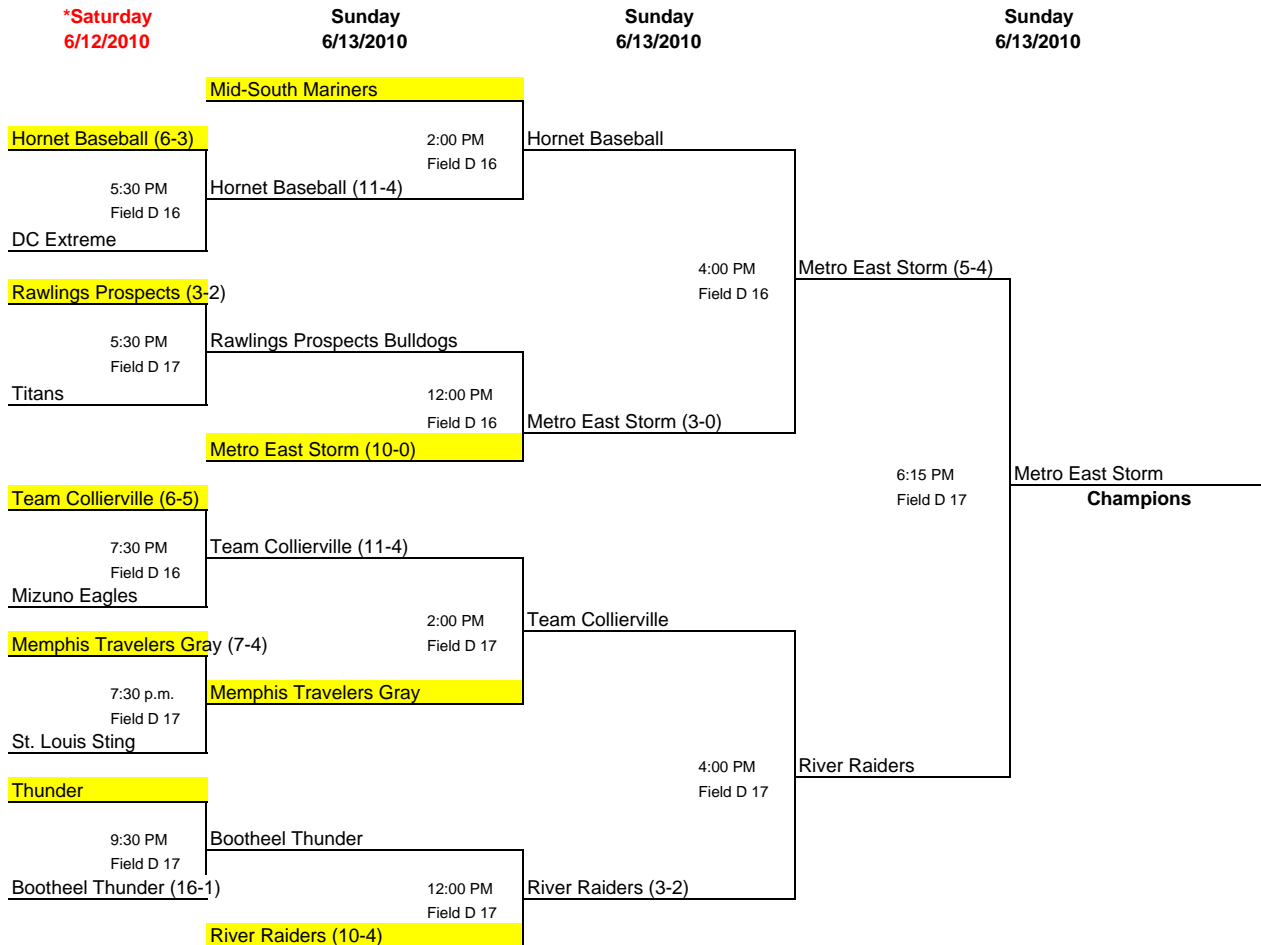 *Saturday Sunday Sunday Sunday
6/12/2010 6/13/2010 6/13/2010 6/13/2010
Mid-South Mariners
Hornet Baseball (6-3) 2:00 PM Hornet Baseball
Field D 16
5:30 PM Hornet Baseball (11-4)
Field D 16
DC Extreme
4:00 PM Metro East Storm (5-4)
Rawlings Prospects (3-2) Field D 16
5:30 PM Rawlings Prospects Bulldogs
Field D 17
Titans 12:00 PM
Field D 16 Metro East Storm (3-0)
Metro East Storm (10-0)
6:15 PM Metro East Storm
Team Collierville (6-5) Field D 17 Champions
7:30 PM Team Collierville (11-4)
Field D 16
Mizuno Eagles
2:00 PM Team Collierville
Memphis Travelers Gray (7-4) Field D 17
7:30 p.m. Memphis Travelers Gray
Field D 17
St. Louis Sting
4:00 PM River Raiders
Thunder Field D 17
9:30 PM Bootheel Thunder
Field D 17
Bootheel Thunder (16-1) 12:00 PM River Raiders (3-2)
Field D 17
River Raiders (10-4)